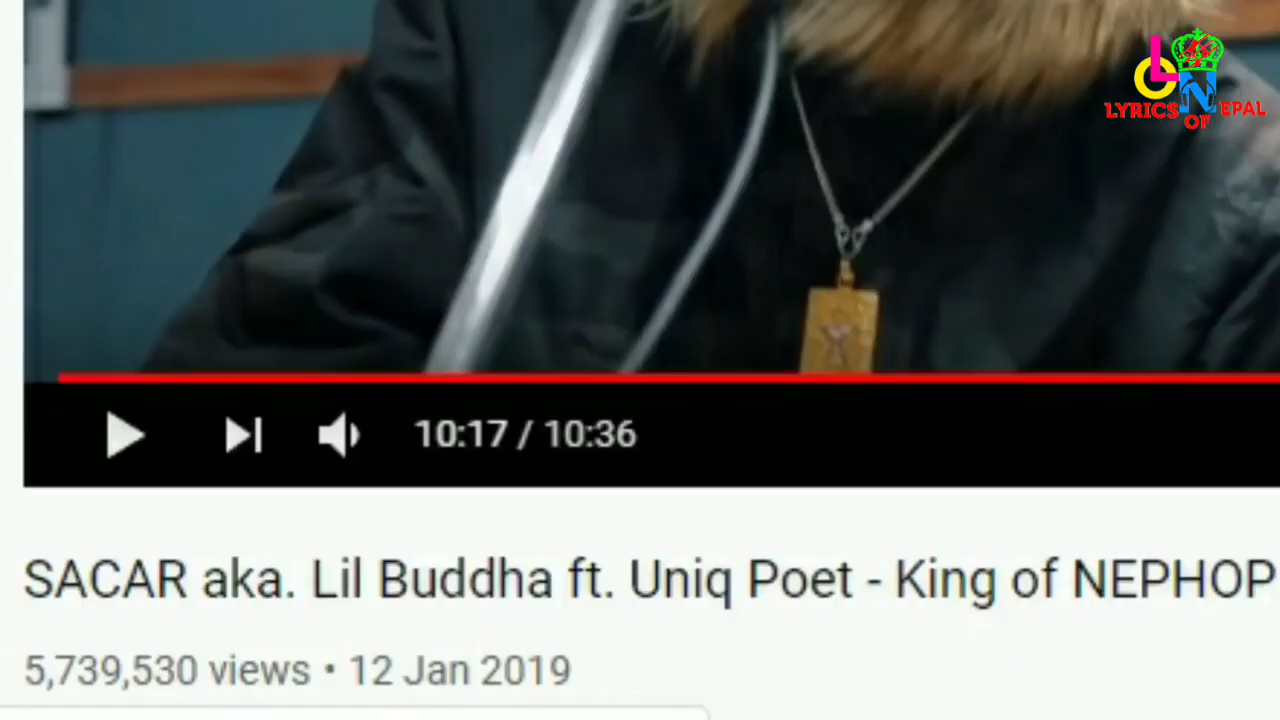 LYRICS OF NEPAL
10:17 / 10:36
SACAR aka. Lil Buddha ft. Uniq Poet - King of NEPHOP
5,739,530 views • 12 Jan 2019